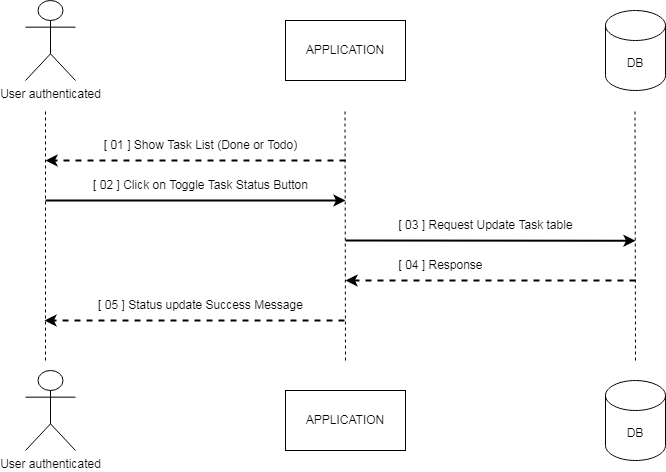 APPLICATION
DB
User authenticated
[ 01 ] Show Task List (Done or Todo)
[ 02 ] Click on Toggle Task Status Button
[ 03 ] Request Update Task table
[ 04 ] Response
[ 05 ] Status update Success Message
APPLICATION
DB
User authenticated